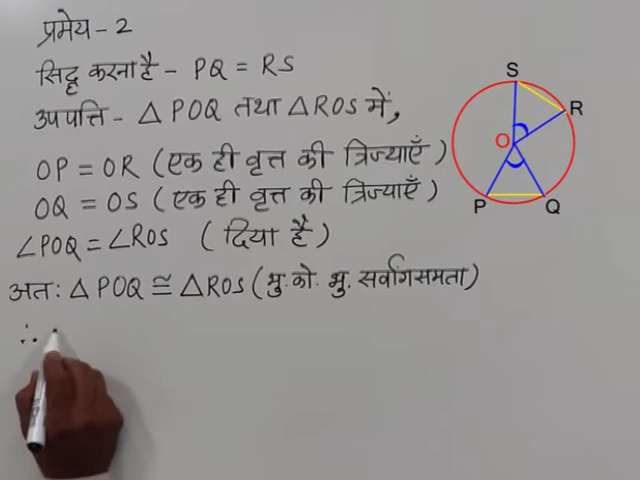 प्रमेय - 2
सिद्ध करना है - PQ = RS
उपपत्ति - △ POQ तथा △ROS में,
OP = OR (एक ही वृत्त की त्रिज्याएँ)
OQ = OS (एक ही वृत्त की त्रिज्याएँ)
∠POQ = ∠ROS (दिया है)
अतः △ POQ ≅ △ROS (भु. को. भु. सर्वांगसमता)
∴
S
R
O
P
Q